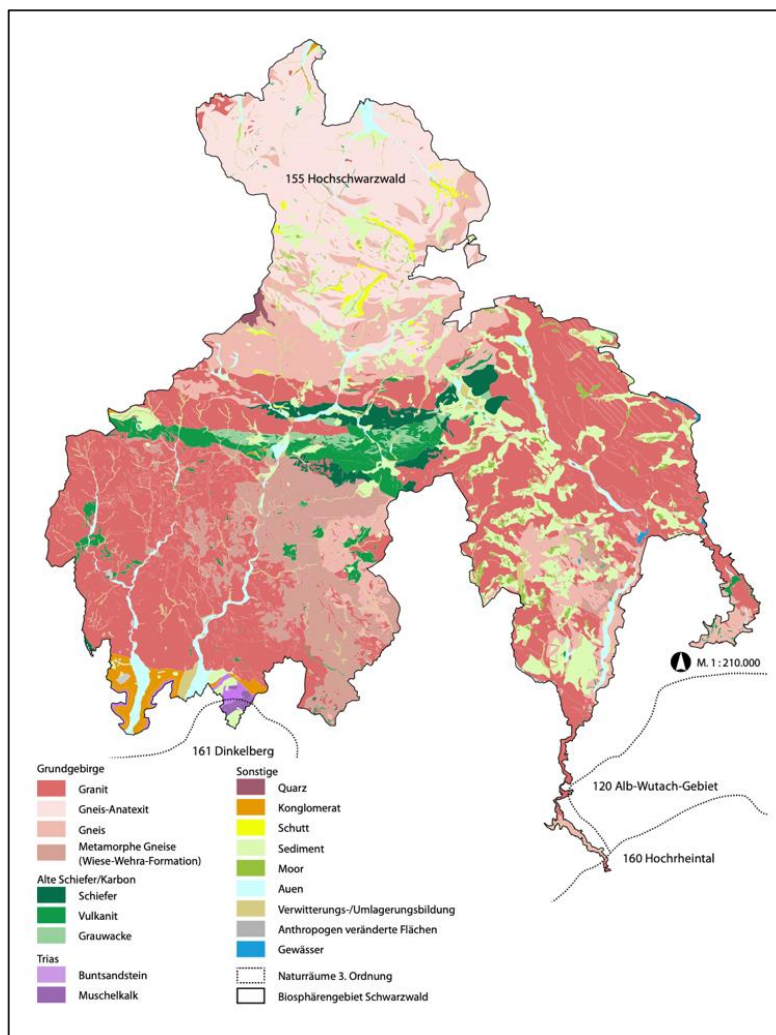 155 Hochschwarzwald
M. 1 : 210.000
161 Dinkelberg
120 Alb-Wutach-Gebiet
160 Hochrheintal
Grundgebirge
Granit
Gneis-Anatexit
Gneis
Metamorphe Gneise
(Wiese-Wehra-Formation)
Alte Schiefer/Karbon
Schiefer
Vulkanit
Grauwacke
Trias
Buntsandstein
Muschelkalk
Sonstige
Quarz
Konglomerat
Schutt
Sediment
Moor
Auen
Verwitterungs-/Umlagerungsbildung
Anthropogen veränderte Flächen
Gewässer
Naturräume 3. Ordnung
Biosphärengebiet Schwarzwald